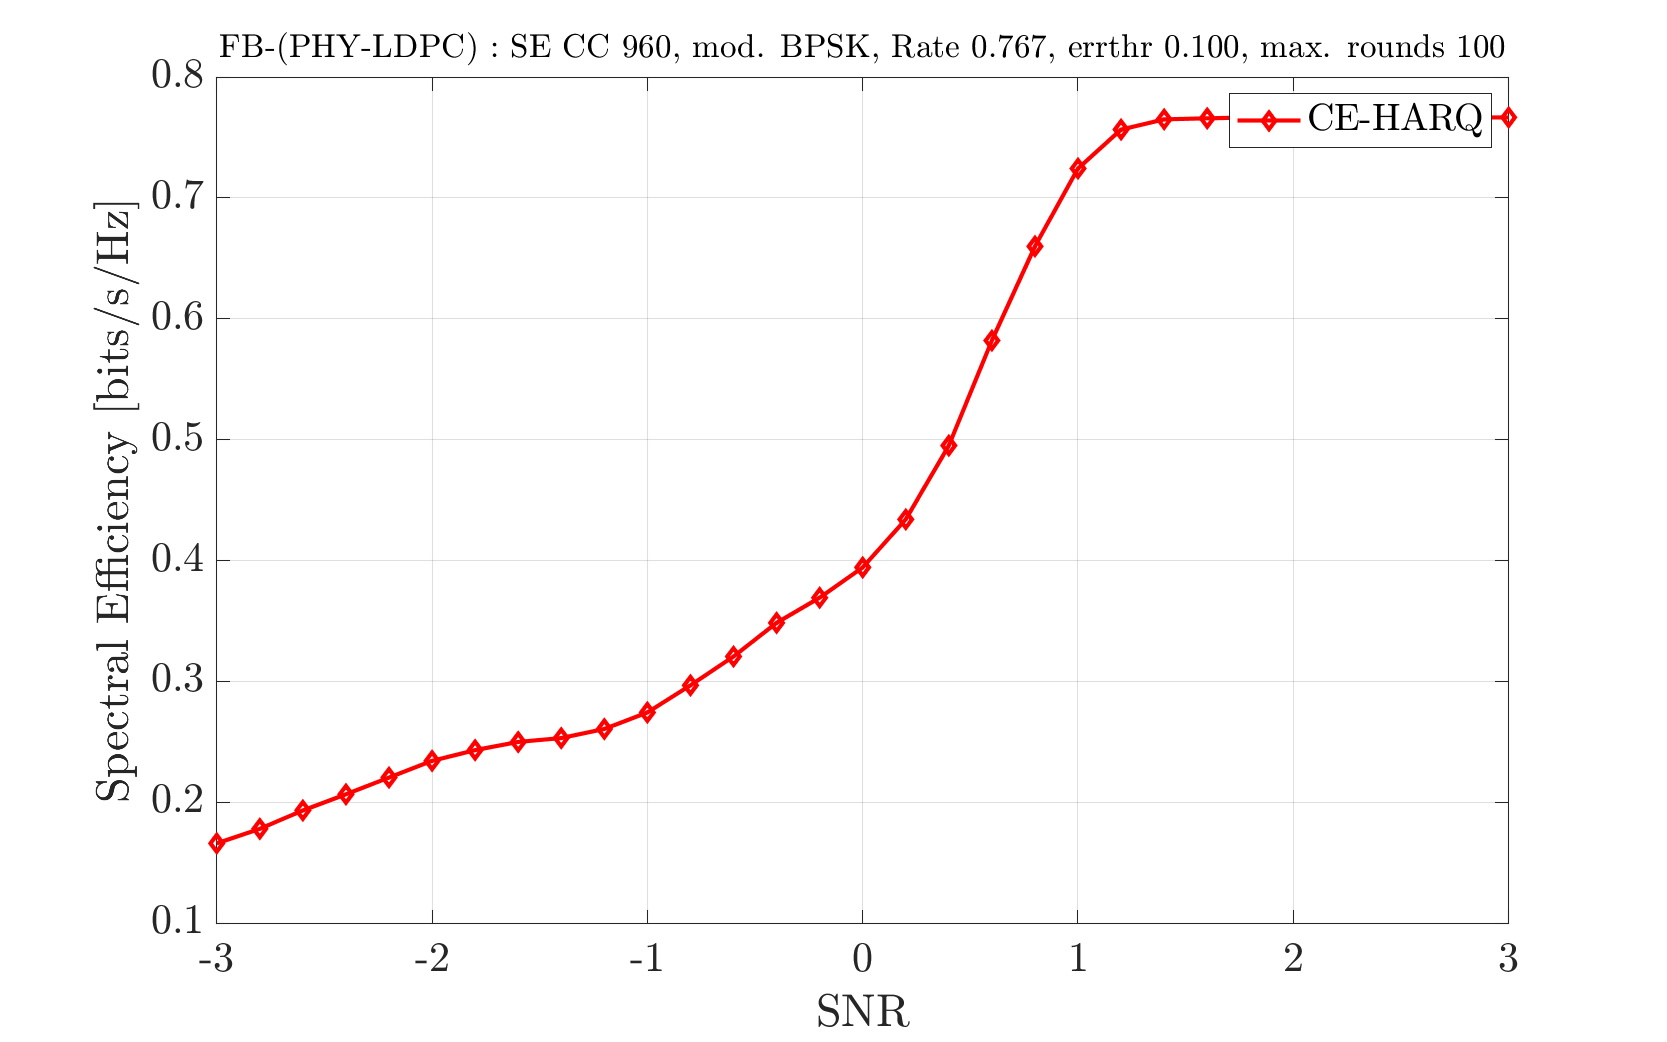 FB-(PHY-LDPC) : SE CC 960, mod. BPSK, Rate 0.767, errthr 0.100, max. rounds 100
0.8
0.7
0.6
0.5
0.4
0.3
0.2
0.1
Spectral Efficiency [bits/s/Hz]
CE-HARQ
-3 -2 -1 0 1 2 3
SNR